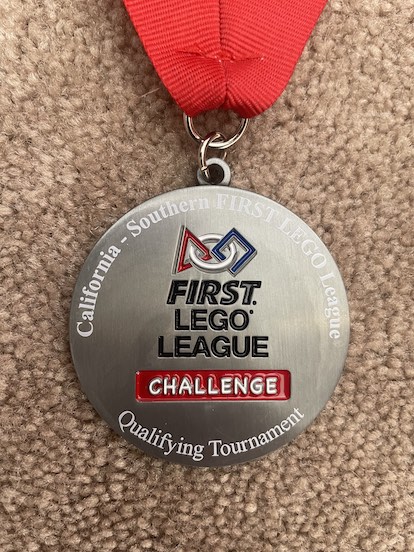 California - Southern FIRST LEGO League
FIRST®
LEGO®
LEAGUE
CHALLENGE
Qualifying Tournament